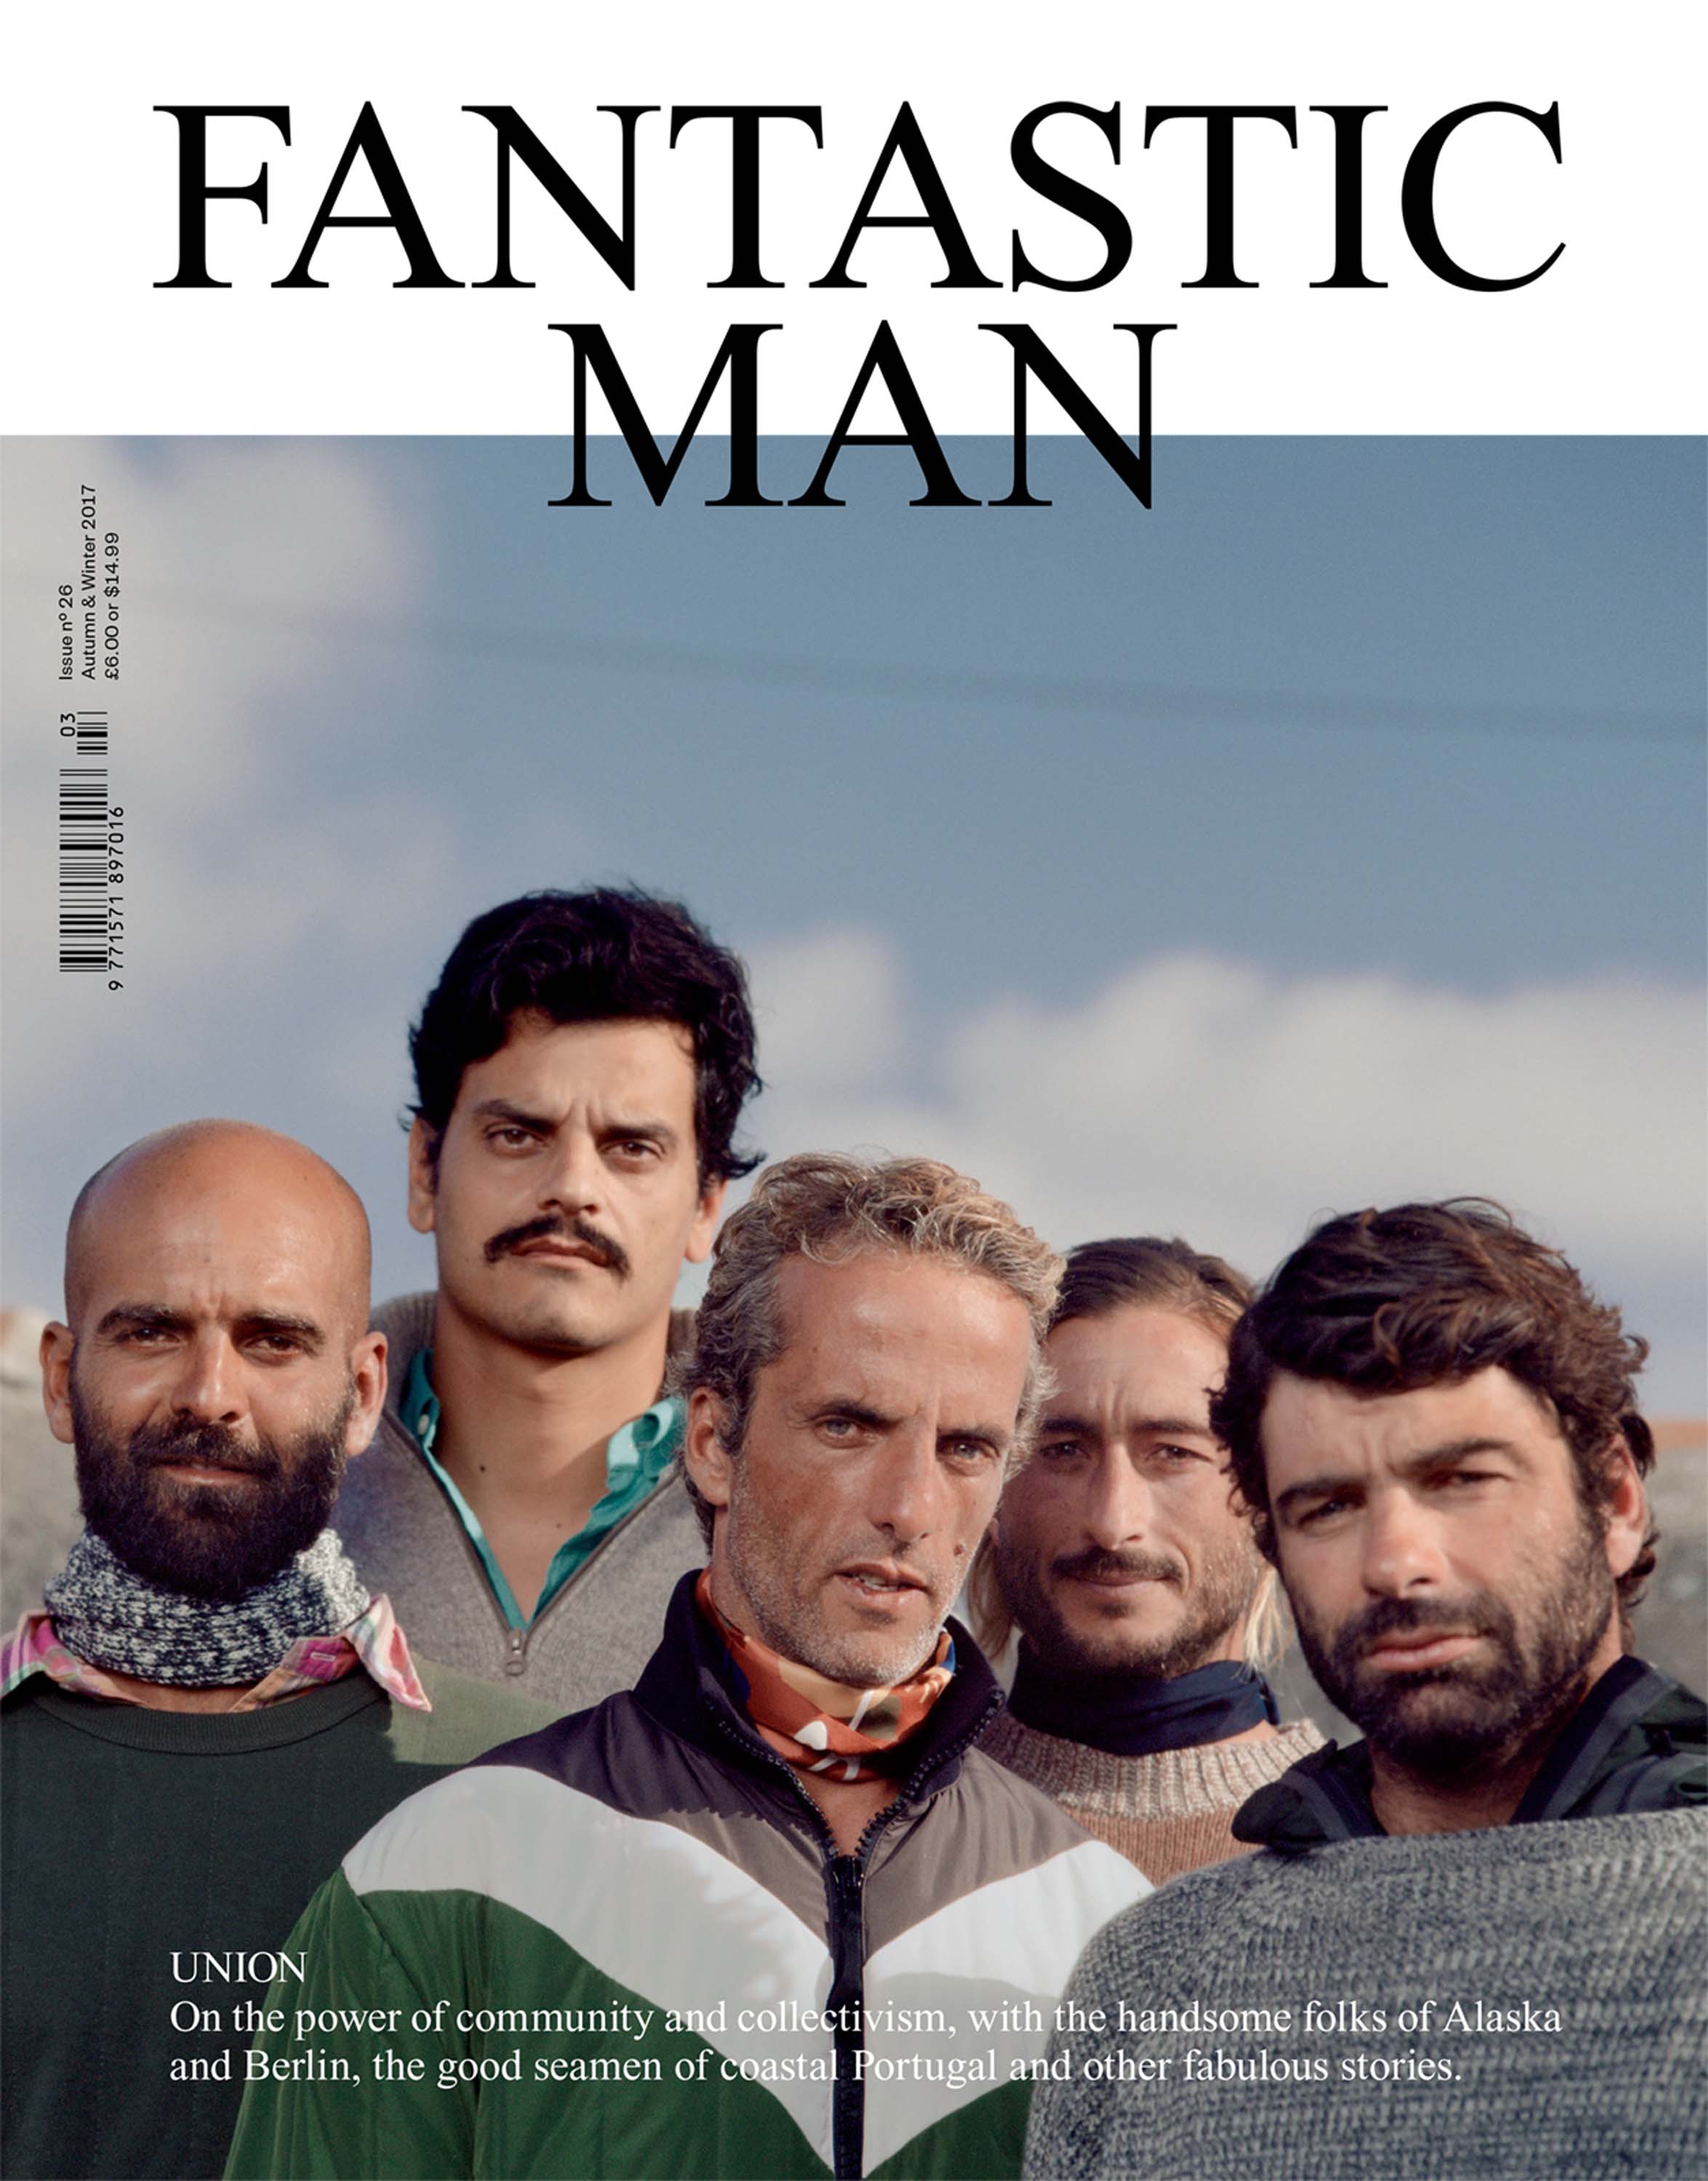 FANTASTIC
MAN
Issue nº 26
Autumn & Winter 2017
£6.00 or $14.99
03
9 771571 897016
UNION
On the power of community and collectivism, with the handsome folks of Alaska
and Berlin, the good seamen of coastal Portugal and other fabulous stories.